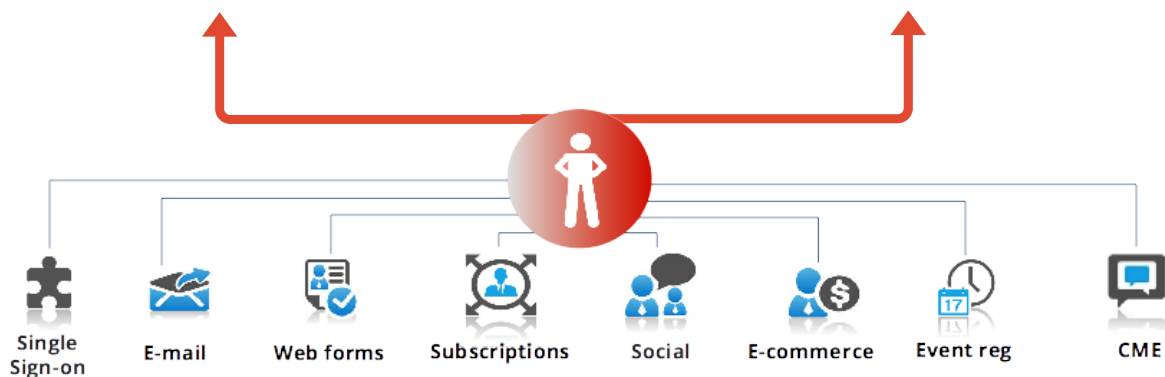 17
$
Single
Sign-on
E-mail
Web forms
Subscriptions
Social
E-commerce
Event reg
CME